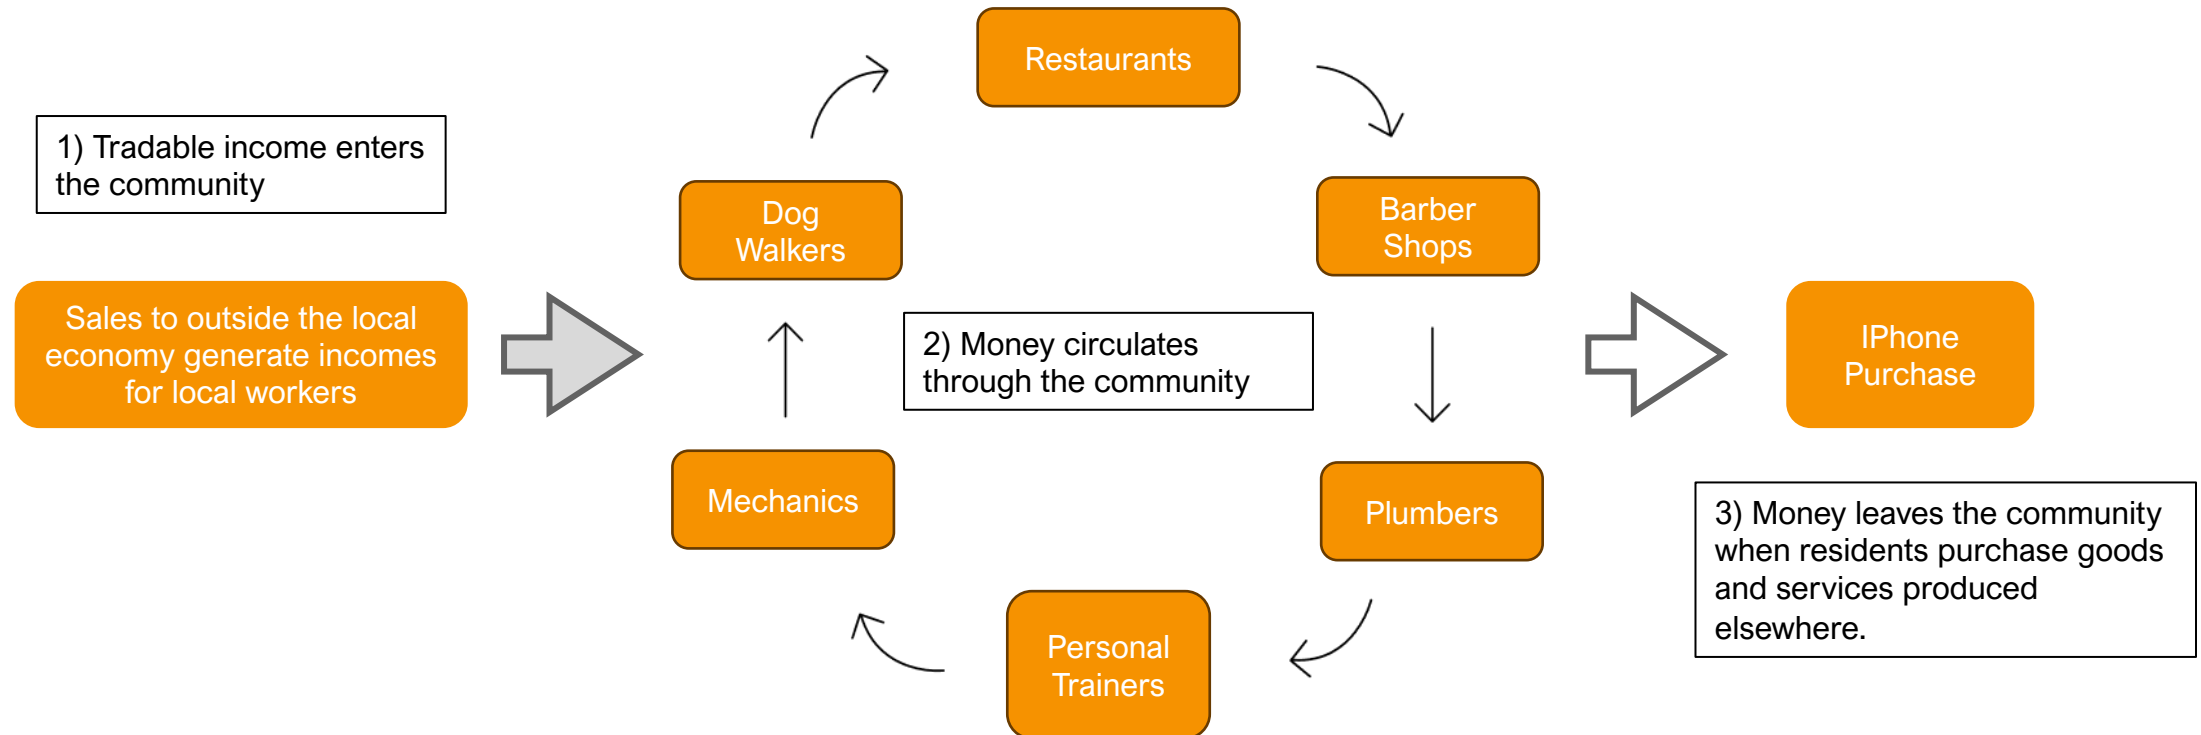 Restaurants
1) Tradable income enters
the community
Dog
Walkers
Barber
Shops
Sales to outside the local
economy generate incomes
for local workers
2) Money circulates
through the community
IPhone
Purchase
Mechanics
Plumbers
3) Money leaves the community
when residents purchase goods
and services produced
elsewhere.
Personal
Trainers